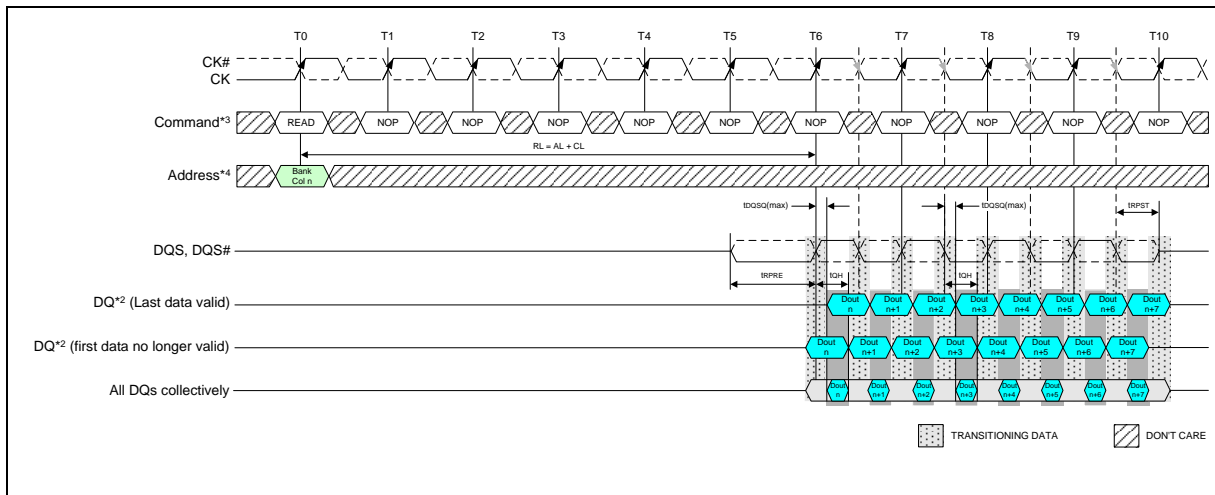 T0 T1 T2 T3 T4 T5 T6 T7 T8 T9 T10
CK#
CK
Command*3 READ NOP NOP NOP NOP NOP NOP NOP NOP NOP NOP
RL = AL + CL
Address*4 Bank
Col n
tDQSQ(max) tDQSQ(max) tRPST
DQS, DQS#
tRPRE tQH tQH
DQ*2 (Last data valid)
Dout Dout Dout Dout Dout Dout Dout Dout
n n+1 n+2 n+3 n+4 n+5 n+6 n+7
DQ*2 (first data no longer valid)
Dout Dout Dout Dout Dout Dout Dout Dout
n n+1 n+2 n+3 n+4 n+5 n+6 n+7
All DQs collectively
Dout Dout Dout Dout Dout Dout Dout Dout
n n+1 n+2 n+3 n+4 n+5 n+6 n+7
TRANSITIONING DATA DON'T CARE